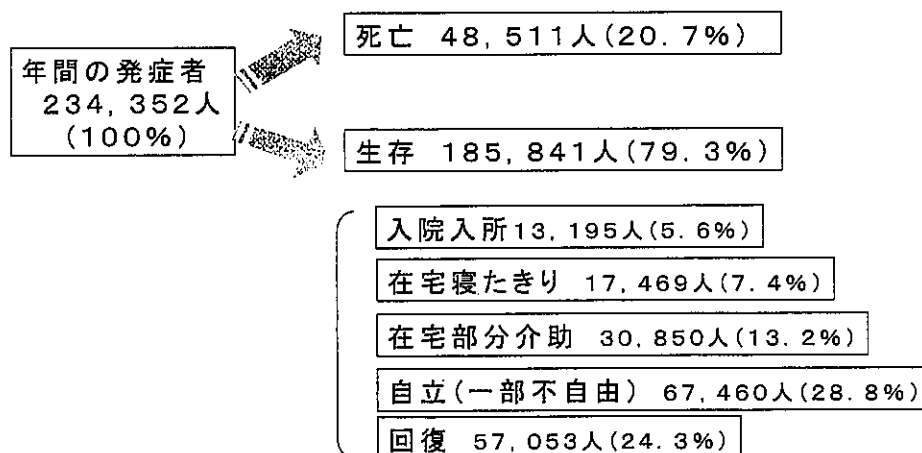 年間の発症者
234,352人
(100%)
死亡 48,511人(20.7%)
生存 185,841人(79.3%)
入院入所13,195人(5.6%)
在宅寝たきり 17,469人(7.4%)
在宅部分介助 30,850人(13.2%)
自立(一部不自由) 67,460人(28.8%)
回復 57,053人(24.3%)